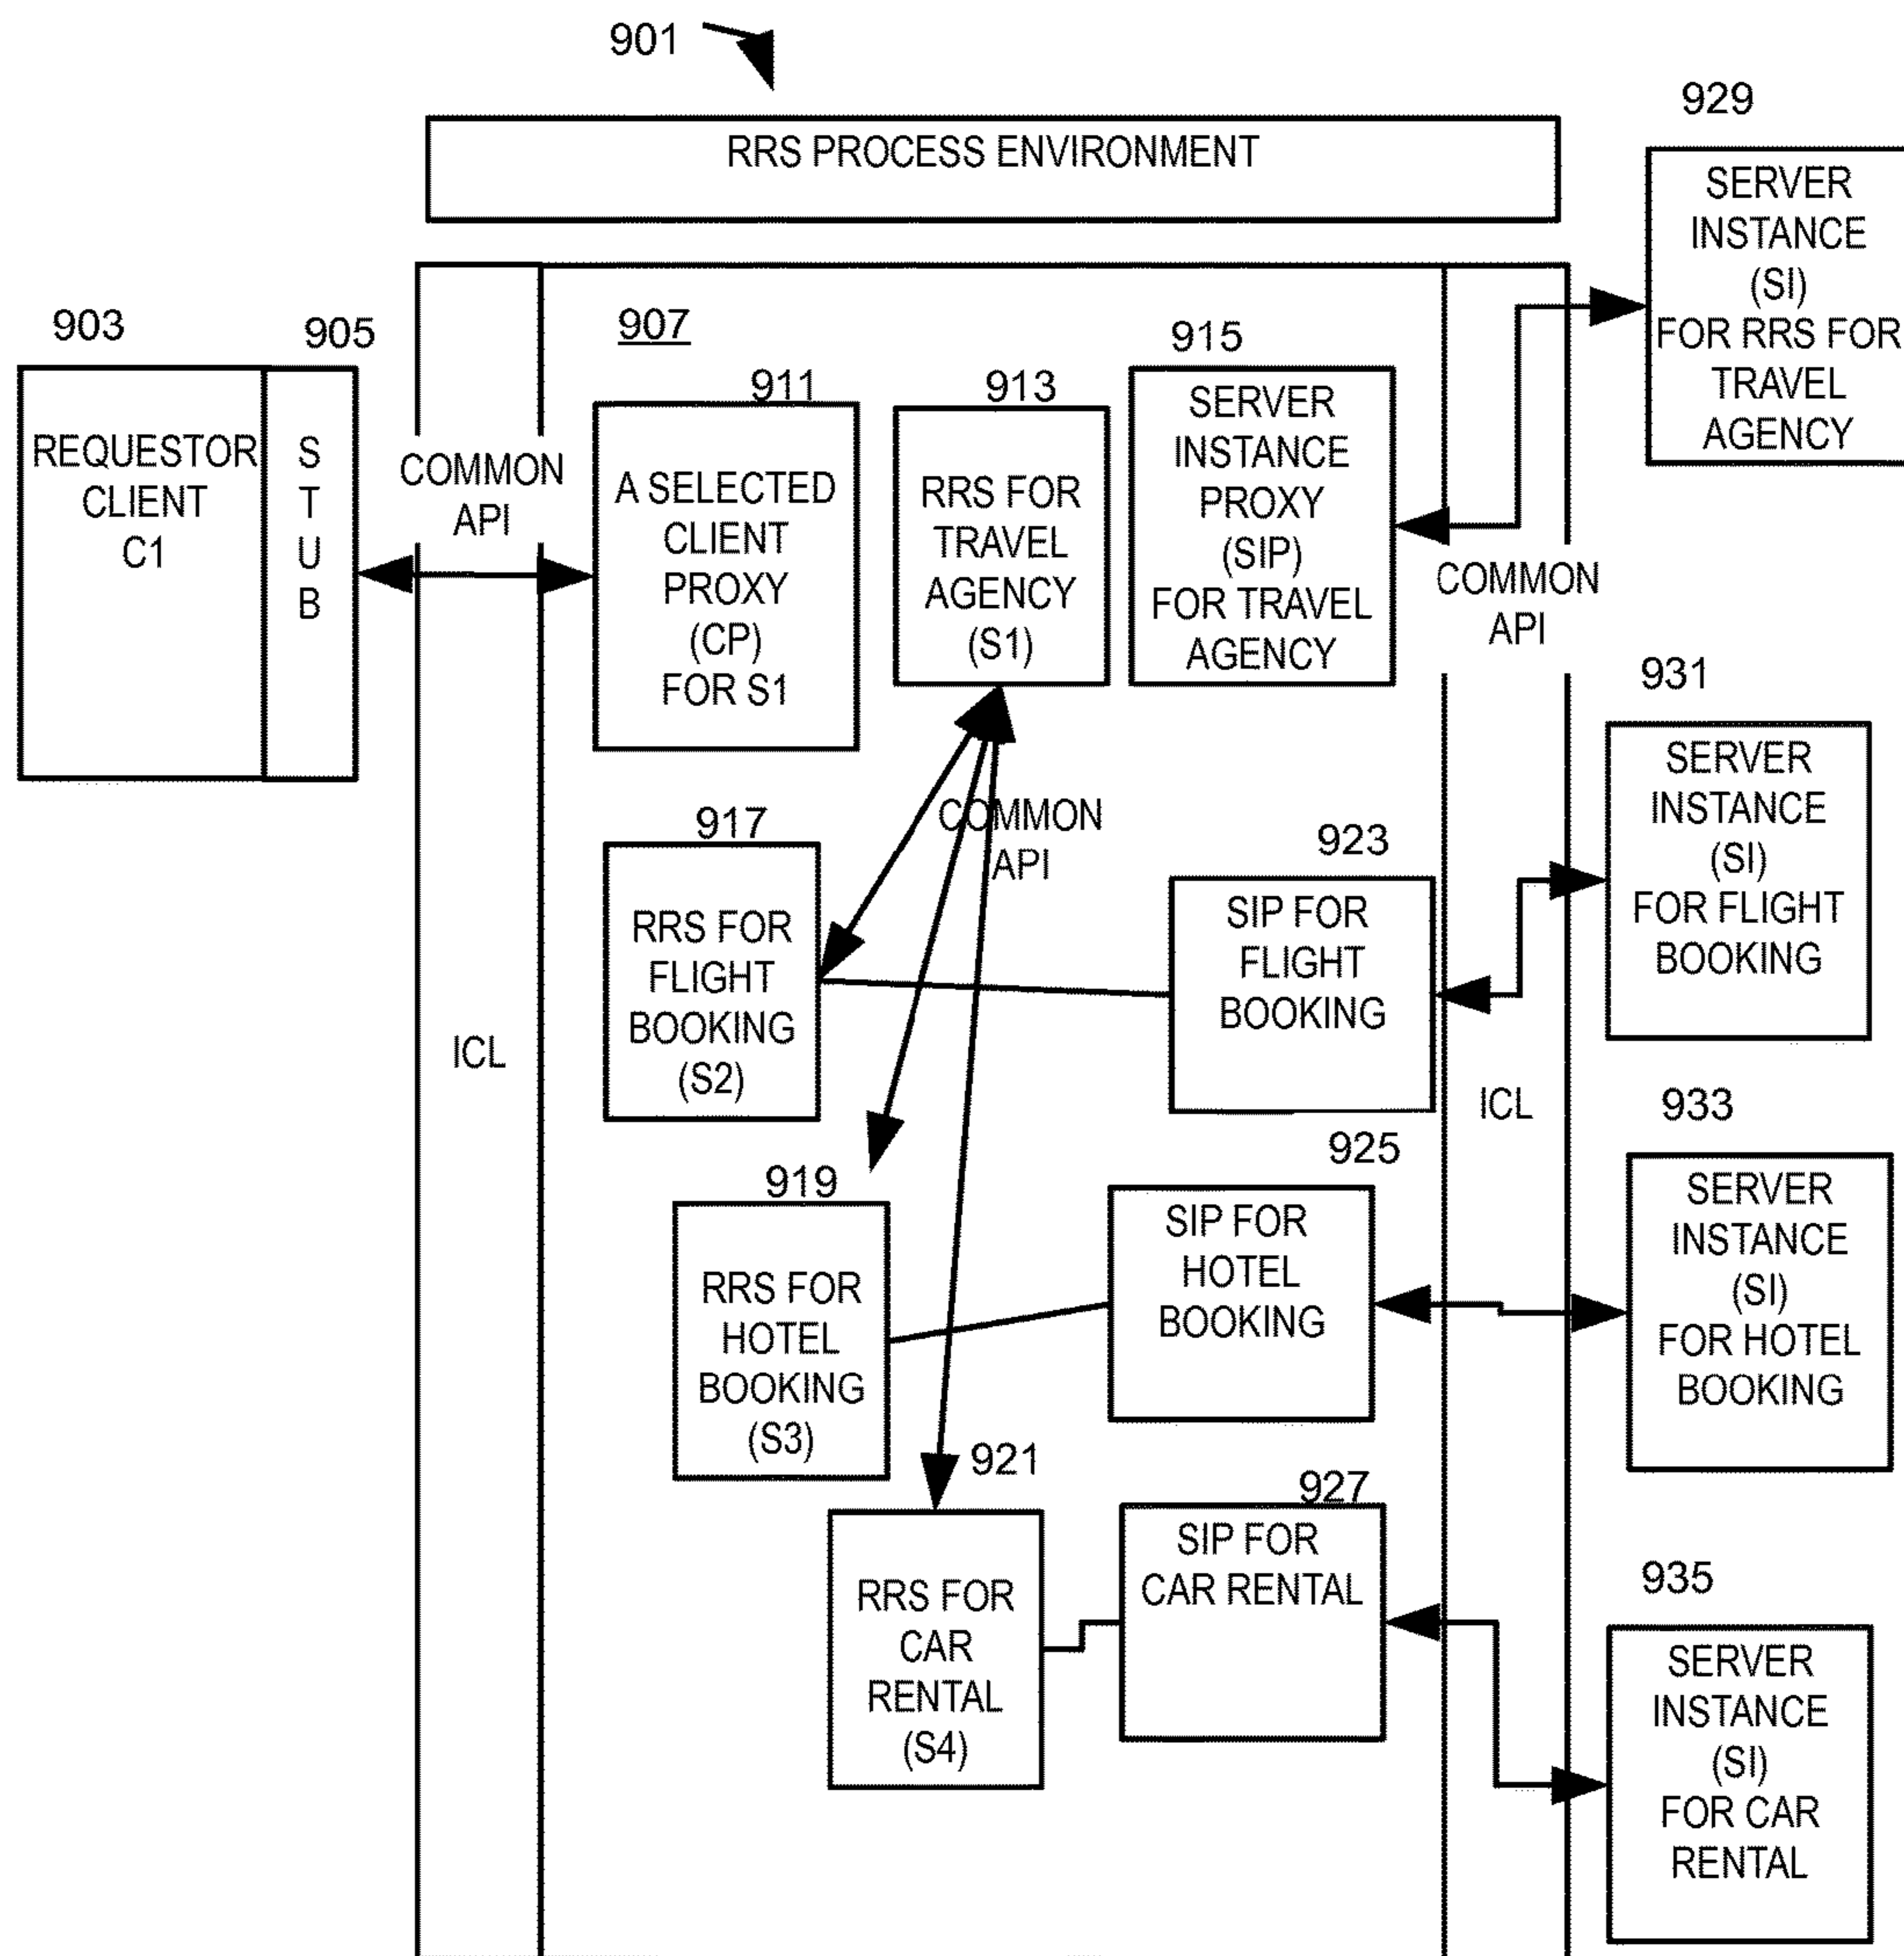 901
RRS PROCESS ENVIRONMENT
903
905
REQUESTOR
CLIENT
C1
S
T
U
B
COMMON
API
ICL
907
911
A SELECTED
CLIENT
PROXY
(CP)
FOR S1
913
RRS FOR
TRAVEL
AGENCY
(S1)
915
SERVER
INSTANCE
PROXY
(SIP)
FOR TRAVEL
AGENCY
COMMON
API
929
SERVER
INSTANCE
(SI)
FOR RRS FOR
TRAVEL
AGENCY
COMMON
API
917
RRS FOR
FLIGHT
BOOKING
(S2)
923
SIP FOR
FLIGHT
BOOKING
ICL
931
SERVER
INSTANCE
(SI)
FOR FLIGHT
BOOKING
919
RRS FOR
HOTEL
BOOKING
(S3)
925
SIP FOR
HOTEL
BOOKING
933
SERVER
INSTANCE
(SI)
FOR HOTEL
BOOKING
921
RRS FOR
CAR
RENTAL
(S4)
927
SIP FOR
CAR RENTAL
935
SERVER
INSTANCE
(SI)
FOR CAR
RENTAL